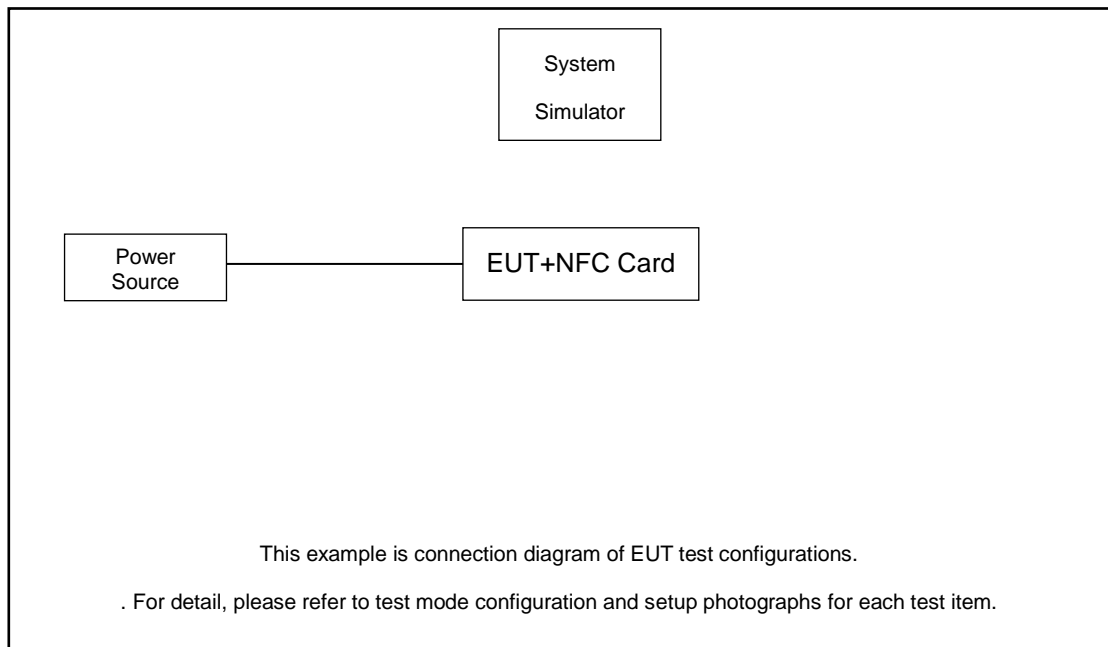 System
Simulator
Power
Source
EUT+NFC Card
This example is connection diagram of EUT test configurations.
. For detail, please refer to test mode configuration and setup photographs for each test item.